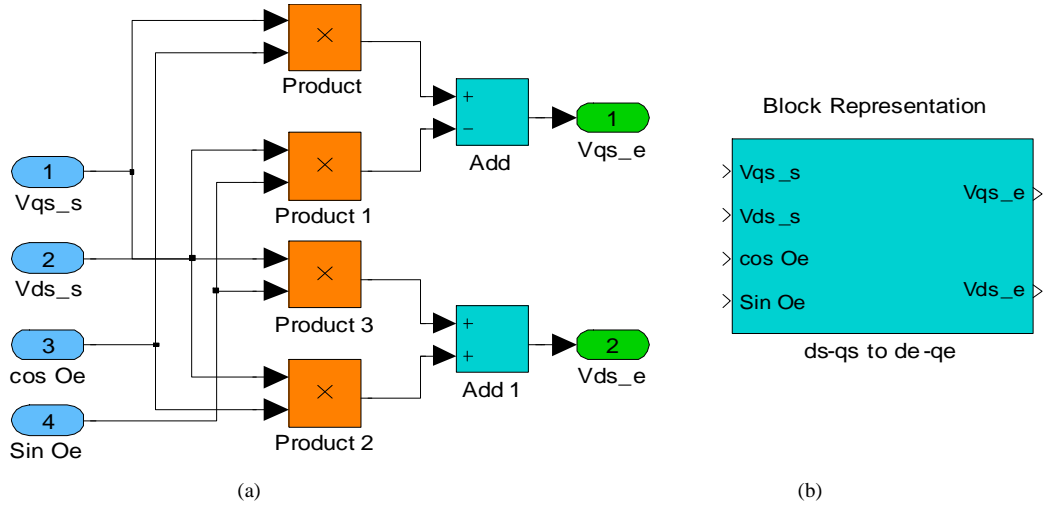 ×
Product
+
−
Add
1
Vqs_e
×
Product 1
1
Vqs_s
2
Vds_s
×
Product 3
+
+
Add 1
2
Vds_e
3
cos Oe
×
Product 2
4
Sin Oe
(a)
Block Representation
Vqs_s
Vds_s
cos Oe
Sin Oe
Vqs_e
Vds_e
ds-qs to de-qe
(b)